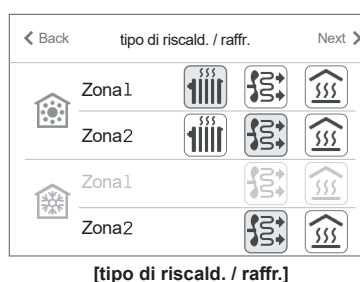 Back tipo di riscald. / raffr. Next
Zona1
Zona2
Zona1
Zona2
[tipo di riscald. / raffr.]